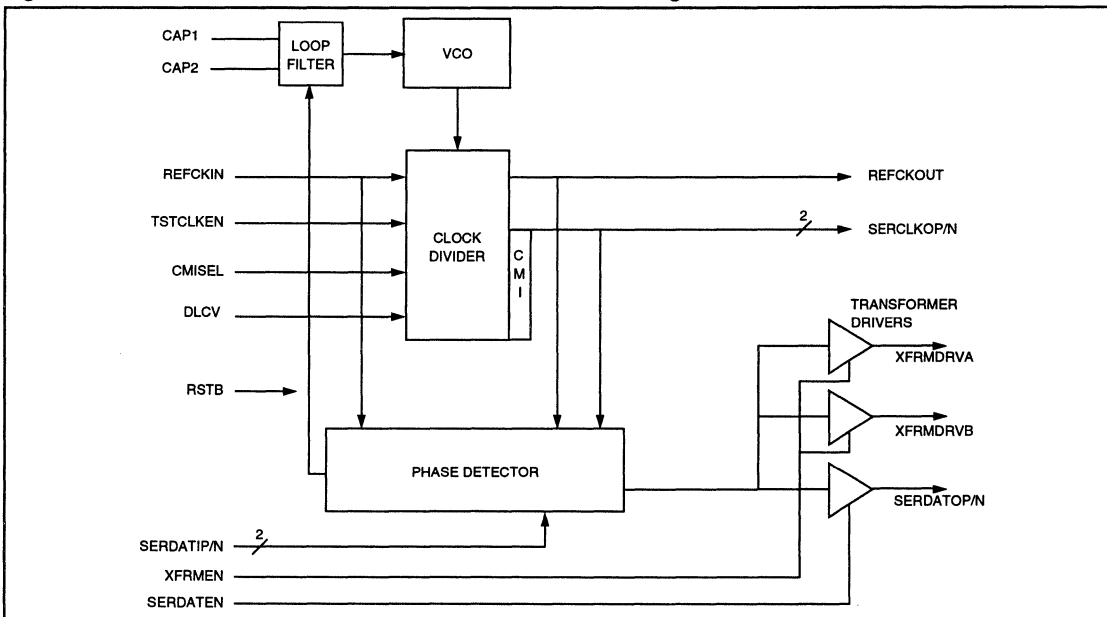 CAP1
CAP2
LOOP
FILTER
VCO
REFCKIN
TSTCLKEN
CMISEL
DLCV
CLOCK
DIVIDER
C
M
I
REFCKOUT
2
SERCLKOP/N
TRANSFORMER
DRIVERS
XFRMDRVA
RSTB
XFRMDRVB
PHASE DETECTOR
SERDATOP/N
2
SERDATIP/N
XFRMEN
SERDATEN